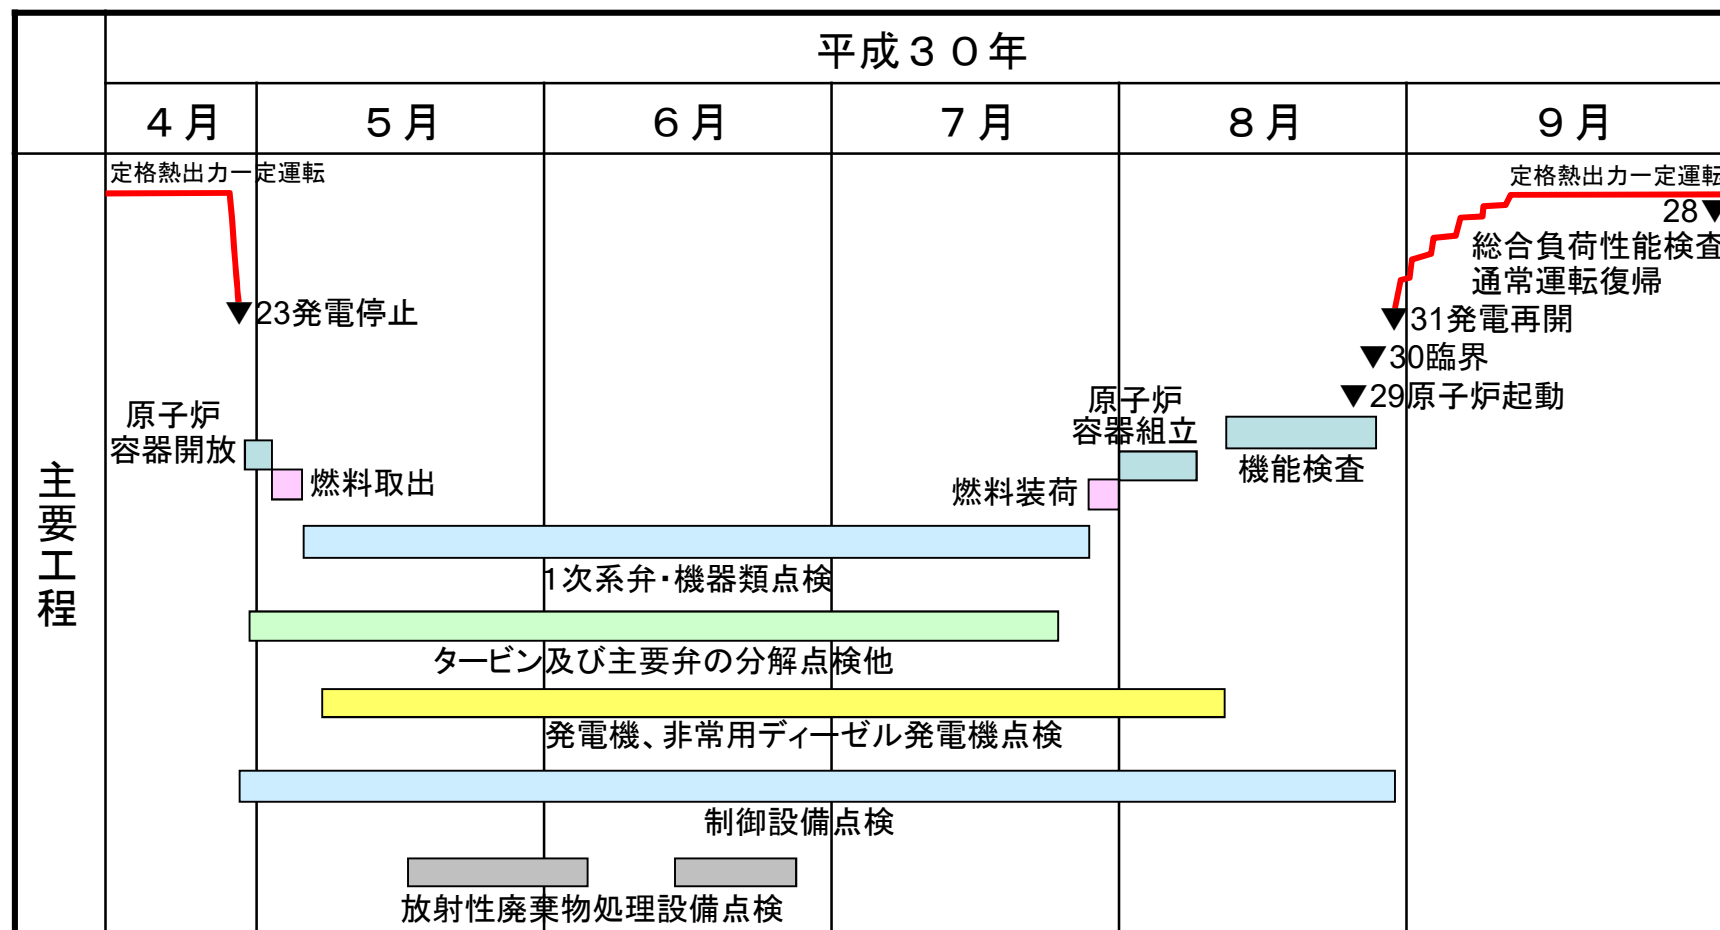 平成３０年
４月
５月
６月
７月
８月
９月
主要工程
定格熱出力一定運転
定格熱出力一定運転
28▼
総合負荷性能検査
通常運転復帰
▼23発電停止
▼31発電再開
▼30臨界
▼29原子炉起動
原子炉
容器開放
燃料取出
原子炉
容器組立
燃料装荷
機能検査
1次系弁・機器類点検
タービン及び主要弁の分解点検他
発電機、非常用ディーゼル発電機点検
制御設備点検
放射性廃棄物処理設備点検